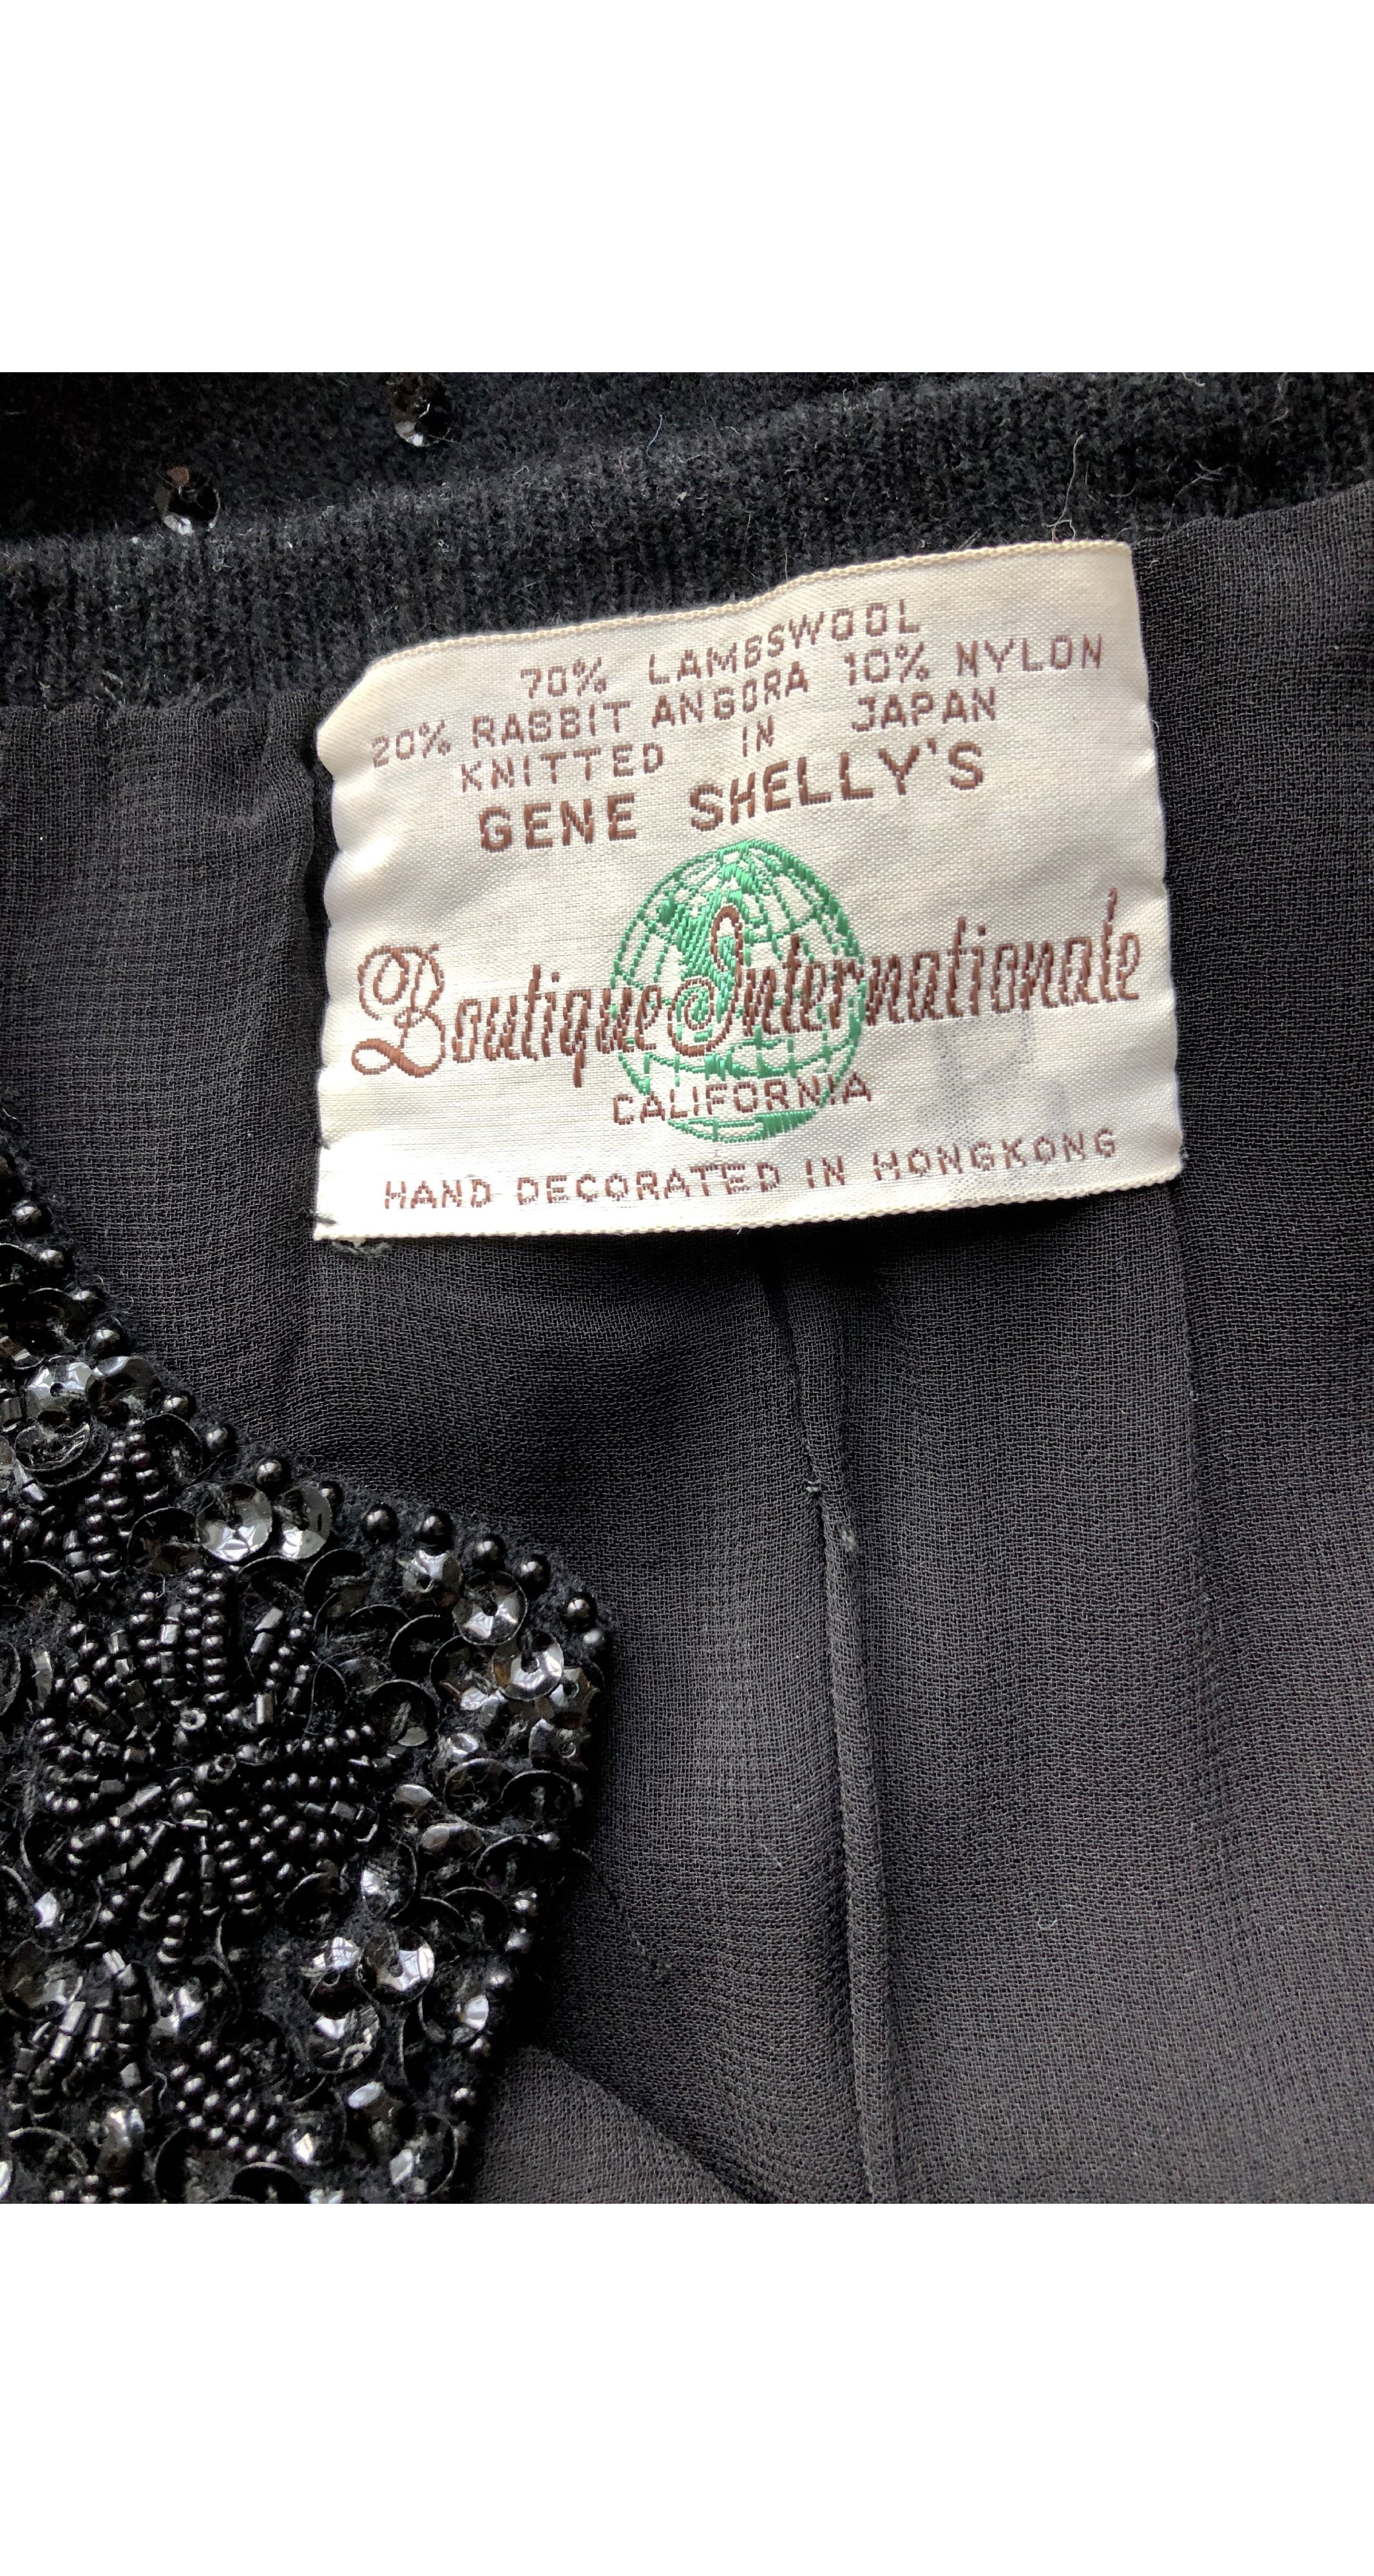 70% LAMBSWOOL
20% RABBIT ANGORA 10% NYLON
KNITTED IN JAPAN
GENE SHELLY'S
Boutique Internationale
CALIFORNIA
HAND DECORATED IN HONGKONG